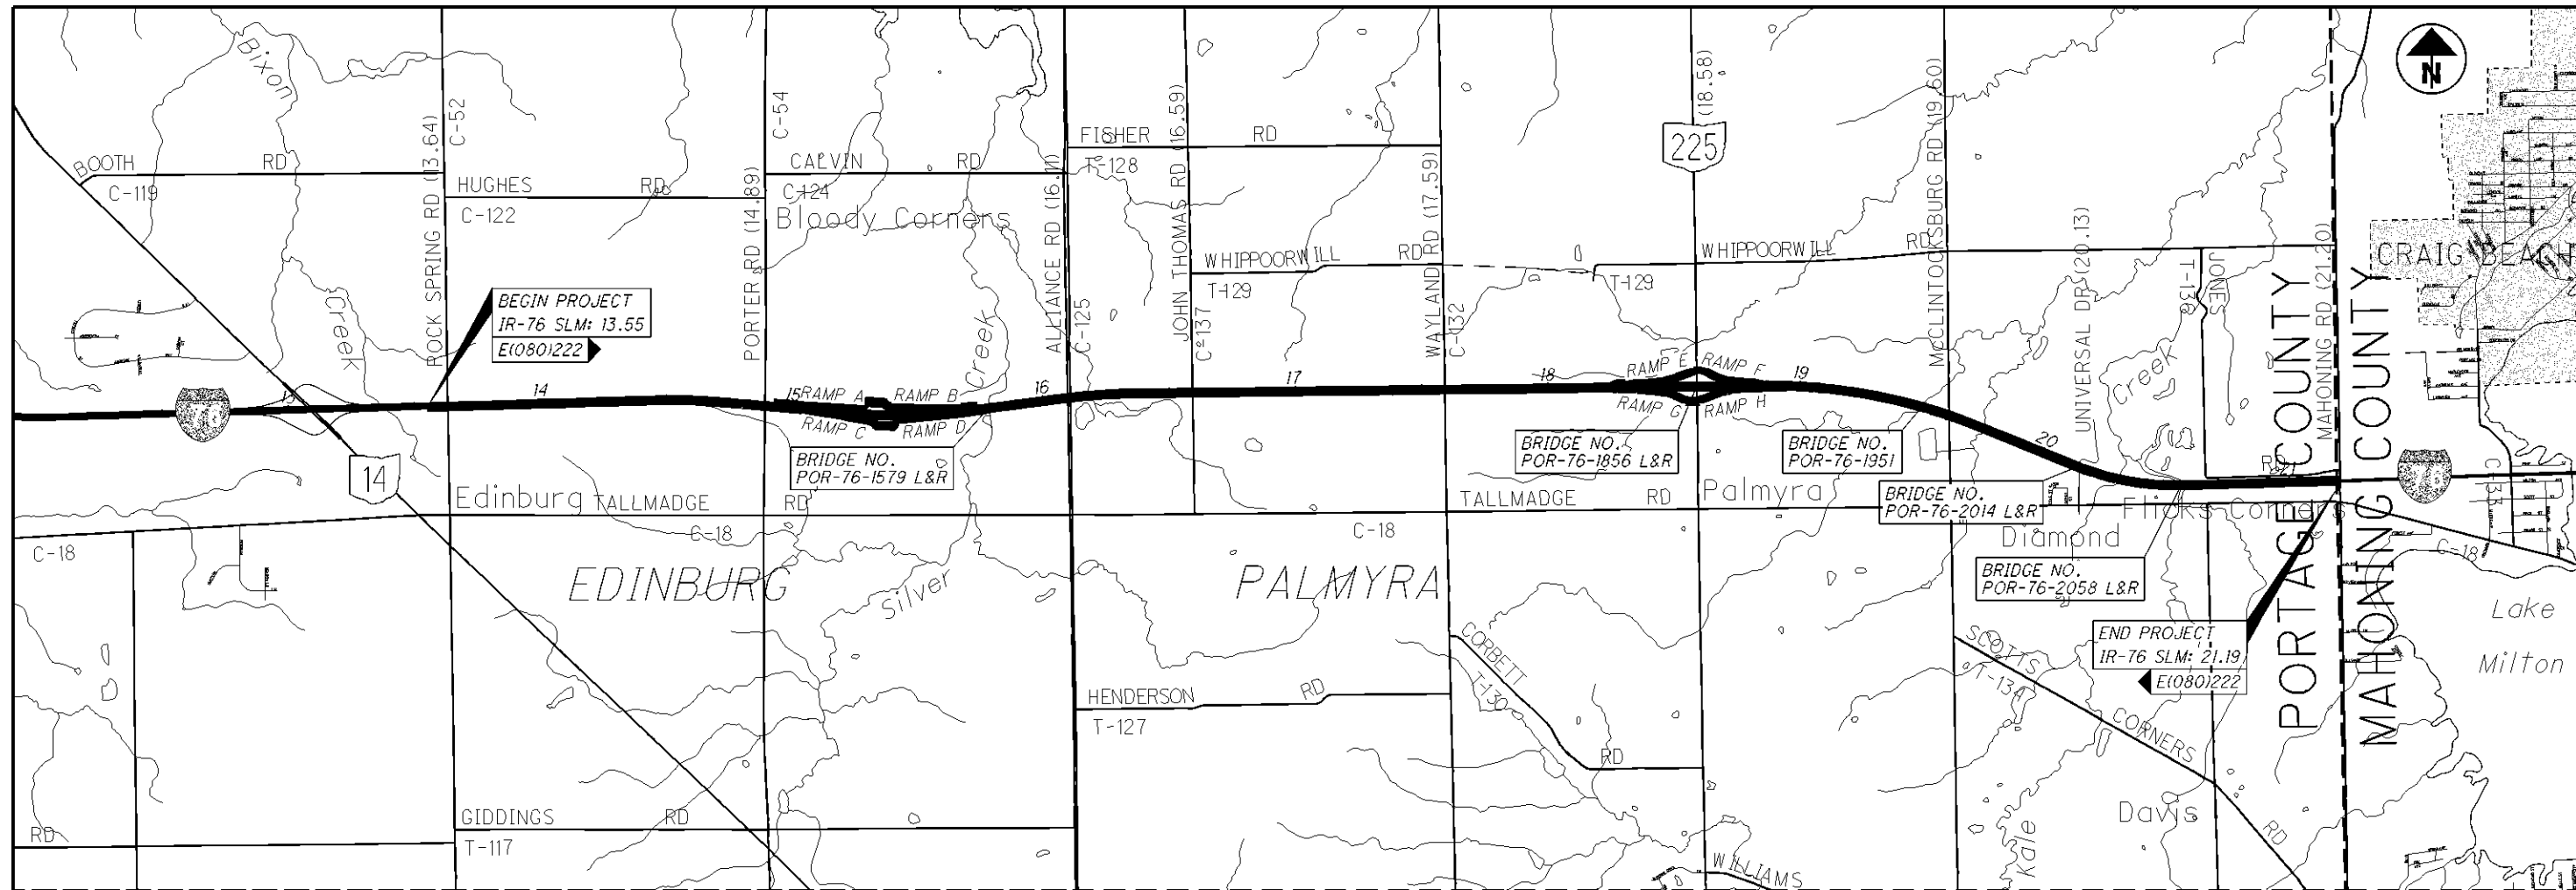 Bixon
Creek
BOOTH RD
C-119
ROCK SPRING RD (13.64)
C-52
HUGHES RD
C-122
PORTER RD (14.89)
C-54
CALVIN RD
C-124
Bloody Corners
ALLIANCE RD (16.11)
C-125
FISHER RD
T-128
JOHN THOMAS RD (16.59)
C-137
WHIPPOORWILL RD
T-129
WAYLAND RD (17.59)
C-132
225
(18.58)
T-129
WHIPPOORWILL RD
MCCLINTOCKSBURG RD (19.60)
UNIVERSAL DR (20.13)
T-136
JONES
RD
MAHONING RD (21.20)
PORTAGE COUNTY
MAHONING COUNTY
N
CRAIG BEACH
BEGIN PROJECT
IR-76 SLM: 13.55
E(080)222
76
14
15
RAMP A
RAMP B
RAMP C
RAMP D
16
17
18
RAMP E
RAMP F
RAMP G
RAMP H
19
20
21
76
Creek
Creek
BRIDGE NO.
POR-76-1579 L&R
BRIDGE NO.
POR-76-1856 L&R
BRIDGE NO.
POR-76-1951
BRIDGE NO.
POR-76-2014 L&R
BRIDGE NO.
POR-76-2058 L&R
14
Edinburg
TALLMADGE RD
C-18
C-18
C-18
TALLMADGE RD
Palmyra
Flicks Corners
Diamond
C-33
C-18
EDINBURG
Silver
PALMYRA
END PROJECT
IR-76 SLM: 21.19
E(080)222
Lake
Milton
HENDERSON RD
T-127
CORBETT
T-130
RD
SCOTTS
T-134
CORNERS
RD
Davis
Kale
GIDDINGS RD
T-117
RD
WILLIAMS